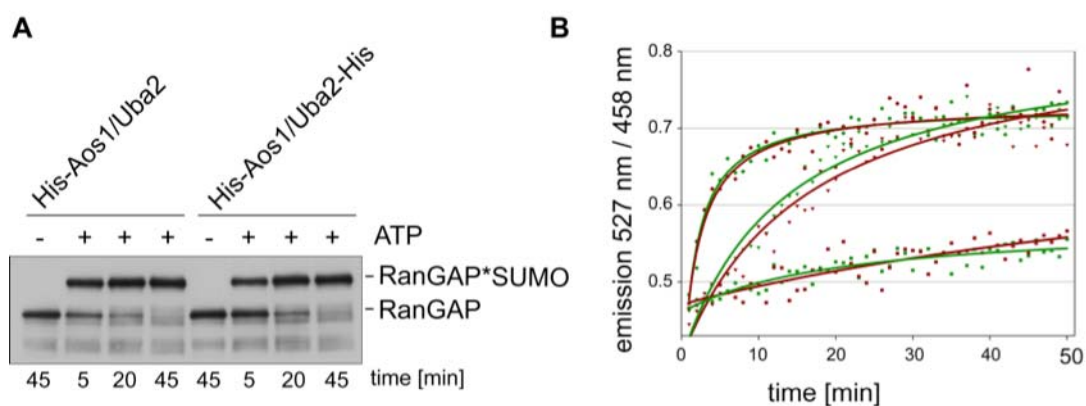 A
His-Aos1/Uba2
His-Aos1/Uba2-His
- + + + - + + + ATP
RanGAP*SUMO
RanGAP
45 5 20 45 45 5 20 45 time [min]
B
emission 527 nm / 458 nm
0.8
0.7
0.6
0.5
0 10 20 30 40 50
time [min]